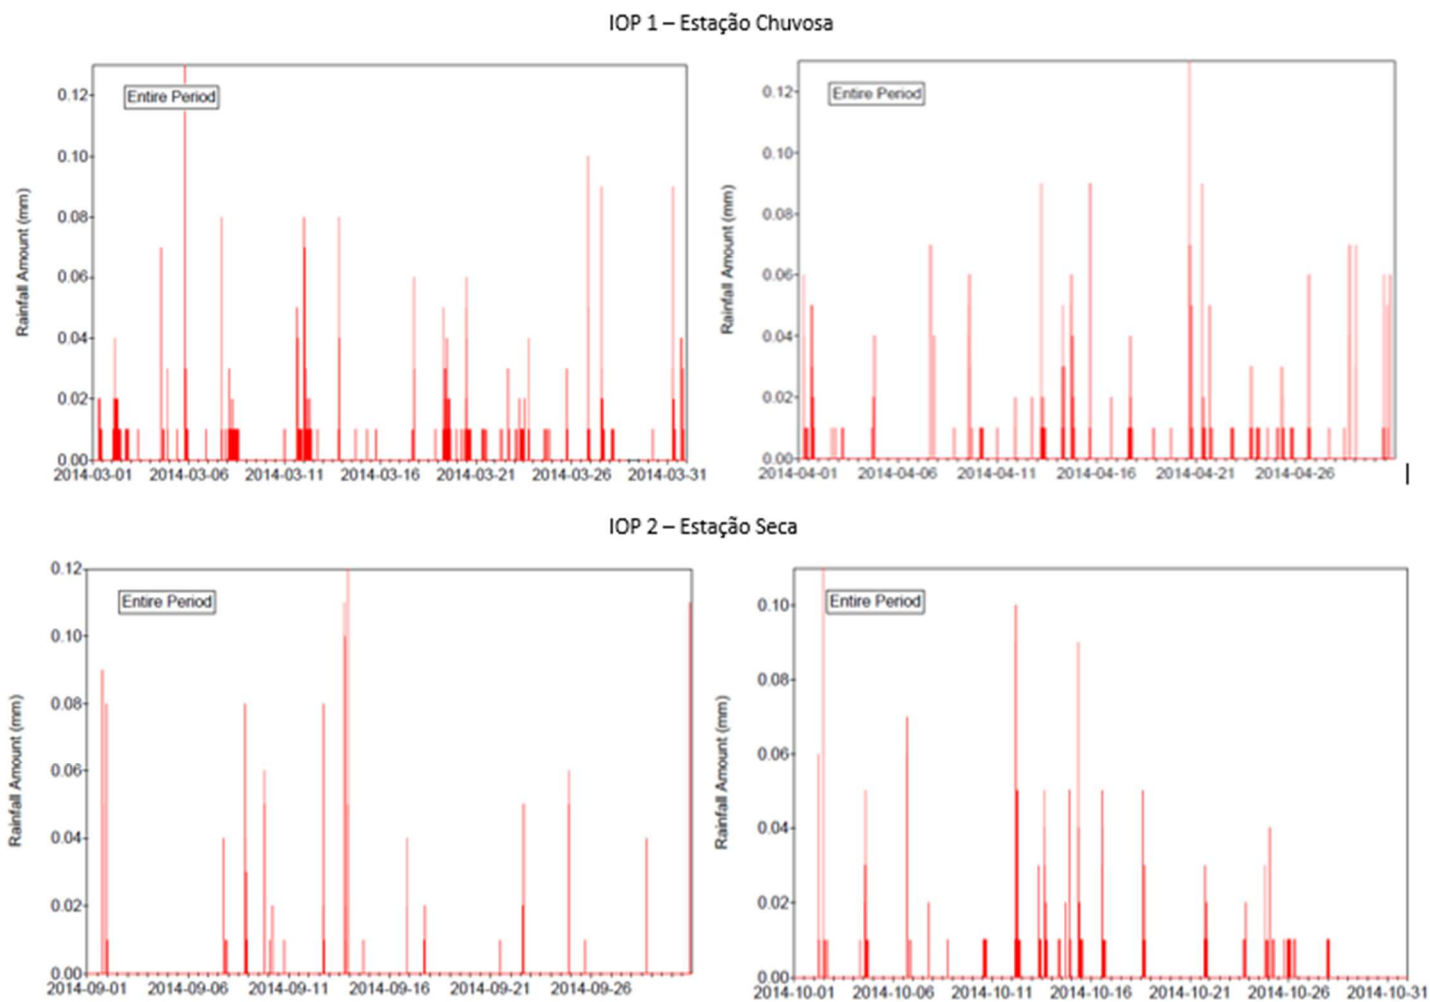 IOP 1 – Estação Chuvosa
Entire Period
Rainfall Amount (mm)
0.12
0.10
0.08
0.06
0.04
0.02
0.00
2014-03-01 2014-03-06 2014-03-11 2014-03-16 2014-03-21 2014-03-26 2014-03-31
Entire Period
Rainfall Amount (mm)
0.12
0.10
0.08
0.06
0.04
0.02
0.00
2014-04-01 2014-04-06 2014-04-11 2014-04-16 2014-04-21 2014-04-26
IOP 2 – Estação Seca
Entire Period
Rainfall Amount (mm)
0.12
0.10
0.08
0.06
0.04
0.02
0.00
2014-09-01 2014-09-06 2014-09-11 2014-09-16 2014-09-21 2014-09-26
Entire Period
Rainfall Amount (mm)
0.10
0.08
0.06
0.04
0.02
0.00
2014-10-01 2014-10-06 2014-10-11 2014-10-16 2014-10-21 2014-10-26 2014-10-31